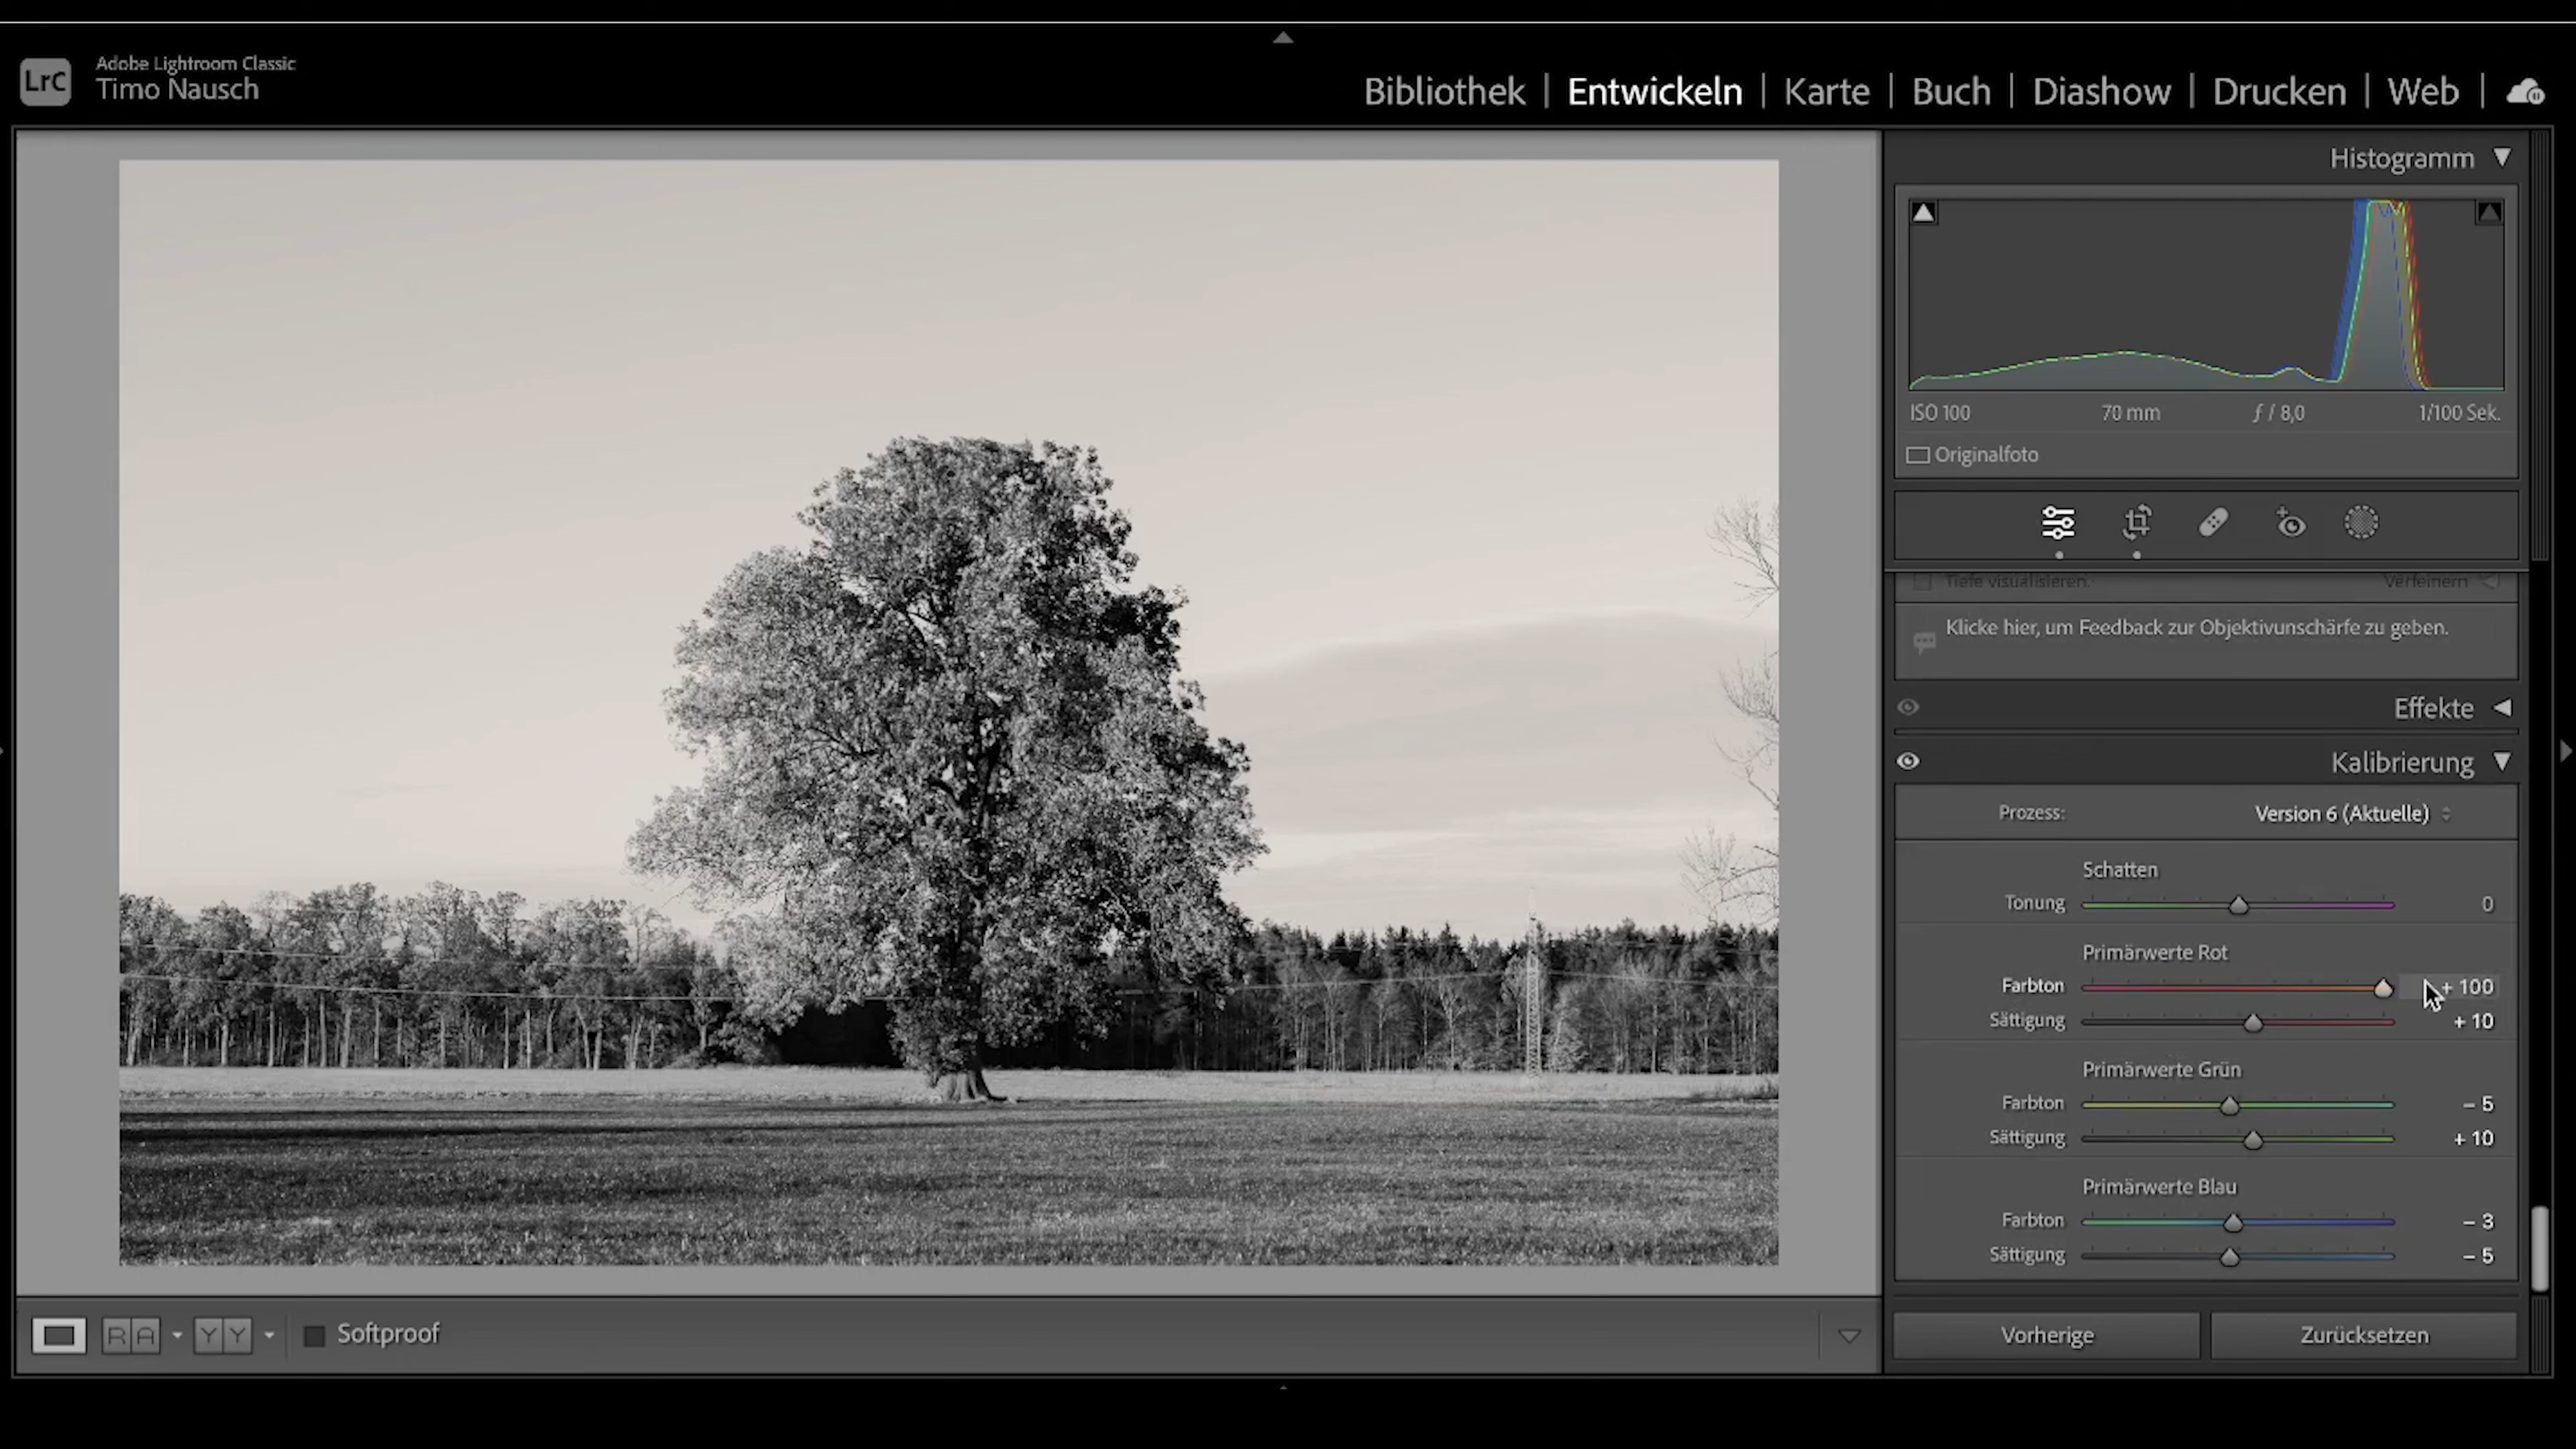 LrC
Adobe Lightroom Classic
Timo Nausch
Bibliothek | Entwickeln | Karte | Buch | Diashow | Drucken | Web |
Histogramm
ISO 100 70 mm ƒ / 8,0 1/100 Sek.
Originalfoto
Tiefe visualisieren. Verfeinern
Klicke hier, um Feedback zur Objektivunschärfe zu geben.
Effekte
Kalibrierung
Prozess: Version 6 (Aktuelle)
Schatten
Tonung 0
Primärwerte Rot
Farbton + 100
Sättigung + 10
Primärwerte Grün
Farbton – 5
Sättigung + 10
Primärwerte Blau
Farbton – 3
Sättigung – 5
R A Y Y Softproof
Vorherige Zurücksetzen